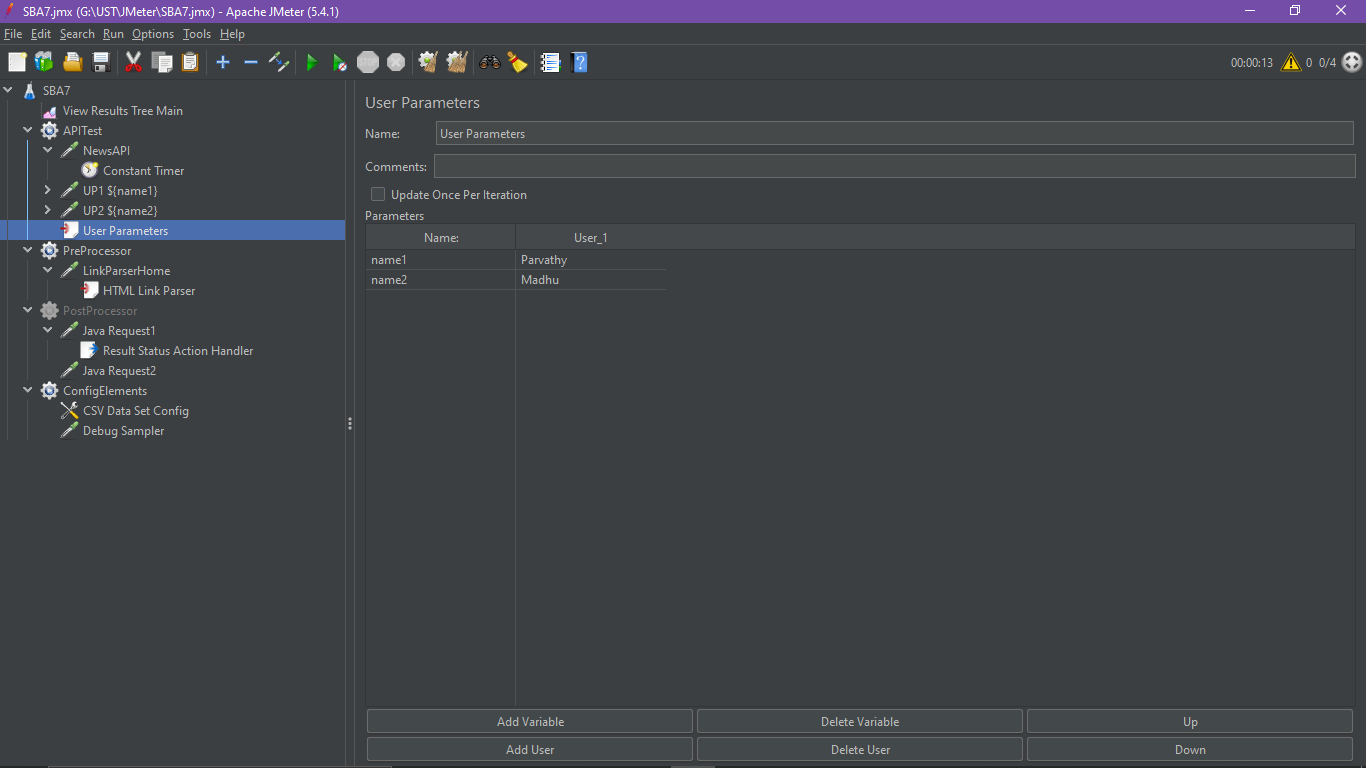 SBA7.jmx (G:\UST\JMeter\SBA7.jmx) - Apache JMeter (5.4.1)
File Edit Search Run Options Tools Help
STOP
00:00:13 0 0/4
SBA7
View Results Tree Main
APITest
NewsAPI
Constant Timer
UP1 ${name1}
UP2 ${name2}
User Parameters
PreProcessor
LinkParserHome
HTML Link Parser
PostProcessor
Java Request1
Result Status Action Handler
Java Request2
ConfigElements
CSV Data Set Config
Debug Sampler
User Parameters
Name: User Parameters
Comments:
Update Once Per Iteration
Parameters
Name: User_1
name1 Parvathy
name2 Madhu
Add Variable Delete Variable Up
Add User Delete User Down